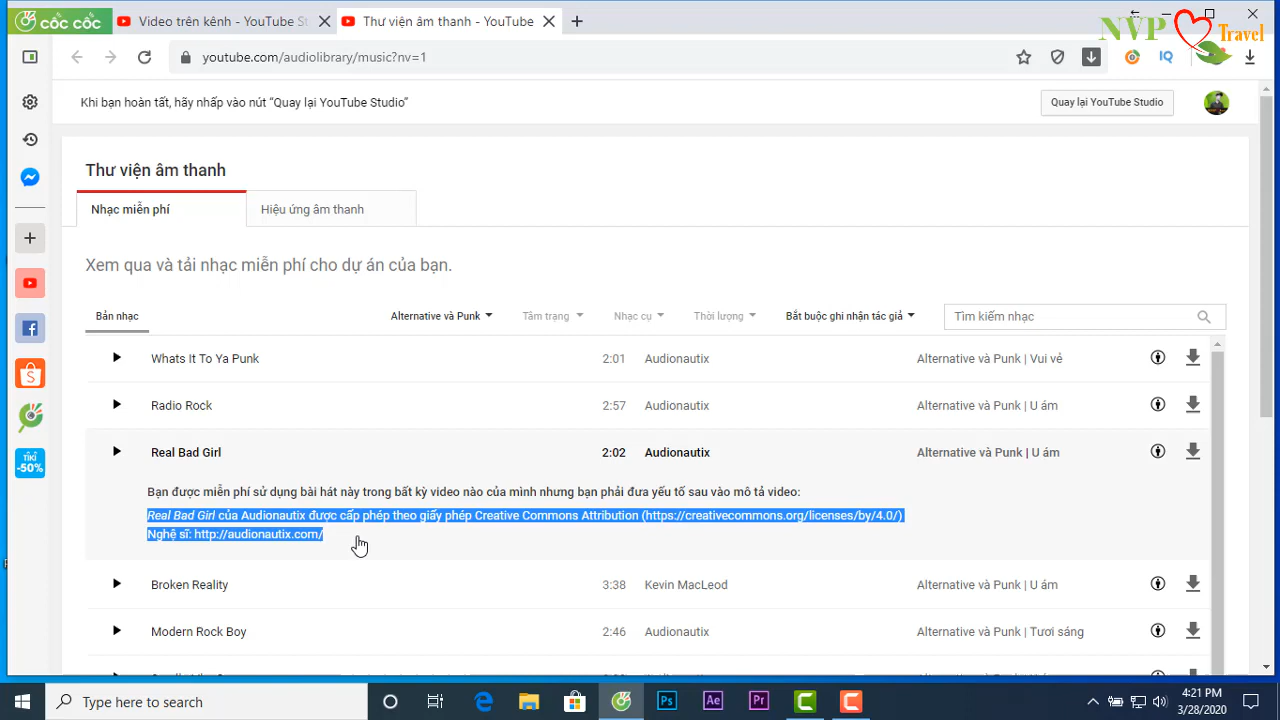 cốc cốc
Video trên kênh - YouTube St
Thư viện âm thanh - YouTube
NVP Travel
youtube.com/audiolibrary/music?nv=1
IQ
Khi bạn hoàn tất, hãy nhấp vào nút “Quay lại YouTube Studio”
Quay lại YouTube Studio
Thư viện âm thanh
Nhạc miễn phí
Hiệu ứng âm thanh
Xem qua và tải nhạc miễn phí cho dự án của bạn.
Bản nhạc
Alternative và Punk
Tâm trạng
Nhạc cụ
Thời lượng
Bắt buộc ghi nhận tác giả
Tìm kiếm nhạc
Whats It To Ya Punk 2:01 Audionautix Alternative và Punk | Vui vẻ
Radio Rock 2:57 Audionautix Alternative và Punk | U ám
Real Bad Girl 2:02 Audionautix Alternative và Punk | U ám
Bạn được miễn phí sử dụng bài hát này trong bất kỳ video nào của mình nhưng bạn phải đưa yếu tố sau vào mô tả video:
Real Bad Girl của Audionautix được cấp phép theo giấy phép Creative Commons Attribution (https://creativecommons.org/licenses/by/4.0/)
Nghệ sĩ: http://audionautix.com/
Broken Reality 3:38 Kevin MacLeod Alternative và Punk | U ám
Modern Rock Boy 2:46 Audionautix Alternative và Punk | Tươi sáng
TIKI
-50%
Type here to search
Ps
Ae
Pr
4:21 PM
3/28/2020